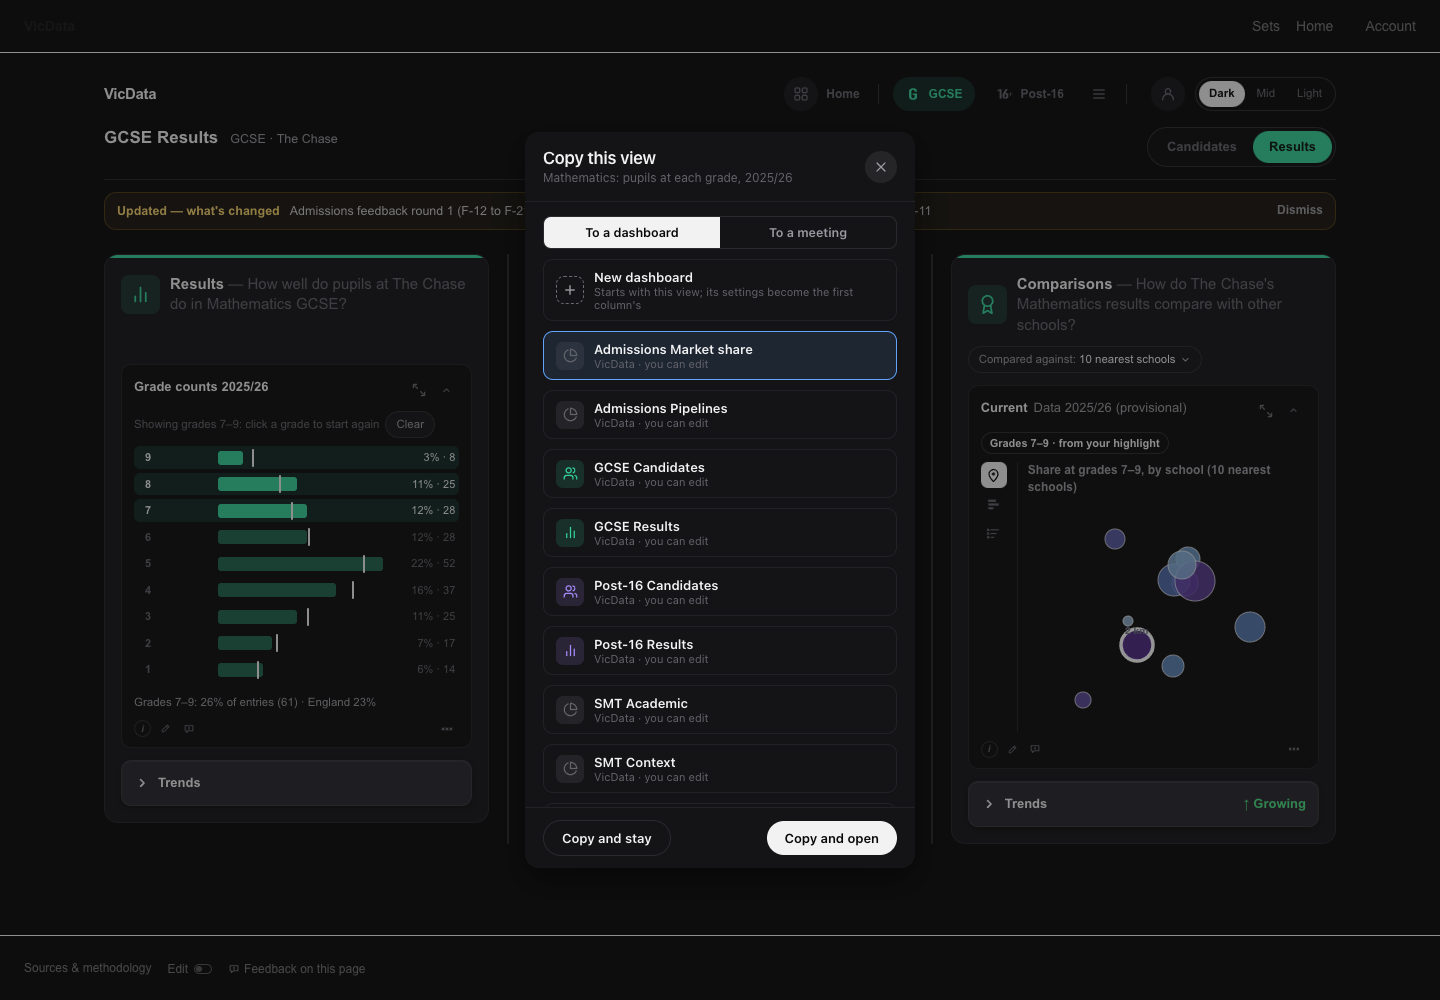 VicData
Sets Home Account
VicData
Home
GCSE
Post-16
Dark Mid Light
GCSE Results GCSE · The Chase
Candidates Results
Updated — what's changed Admissions feedback round 1 (F-12 to F-2
-11
Dismiss
Results — How well do pupils at The Chase
do in Mathematics GCSE?
Grade counts 2025/26
Showing grades 7–9: click a grade to start again Clear
9 3% · 8
8 11% · 25
7 12% · 28
6 12% · 28
5 22% · 52
4 16% · 37
3 11% · 25
2 7% · 17
1 6% · 14
Grades 7–9: 26% of entries (61) · England 23%
Trends
Copy this view
Mathematics: pupils at each grade, 2025/26
To a dashboard To a meeting
New dashboard
Starts with this view; its settings become the first
column's
Admissions Market share
VicData · you can edit
Admissions Pipelines
VicData · you can edit
GCSE Candidates
VicData · you can edit
GCSE Results
VicData · you can edit
Post-16 Candidates
VicData · you can edit
Post-16 Results
VicData · you can edit
SMT Academic
VicData · you can edit
SMT Context
VicData · you can edit
Copy and stay Copy and open
Comparisons — How do The Chase's
Mathematics results compare with other
schools?
Compared against: 10 nearest schools
Current Data 2025/26 (provisional)
Grades 7–9 · from your highlight
Share at grades 7–9, by school (10 nearest
schools)
Trends ↑ Growing
Sources & methodology Edit Feedback on this page